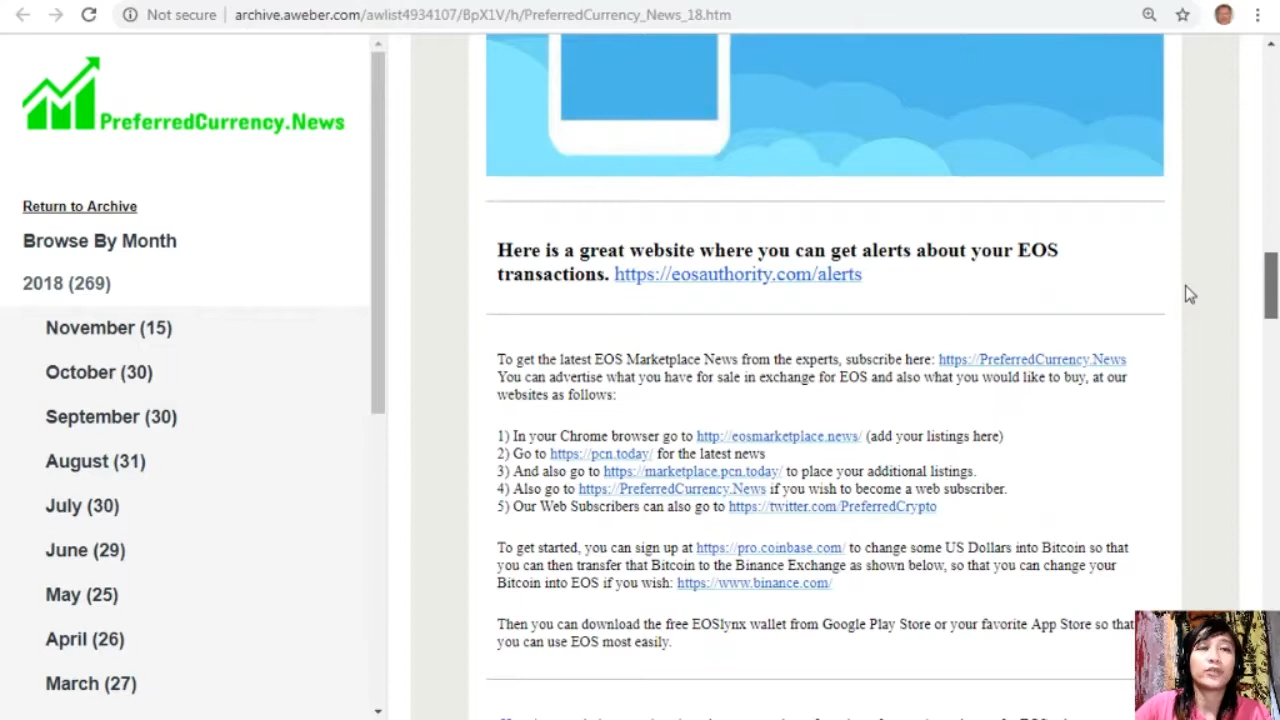 Not secure
archive.aweber.com/awlist4934107/BpX1V/h/PreferredCurrency_News_18.htm
PreferredCurrency.News
Return to Archive
Browse By Month
2018 (269)
November (15)
October (30)
September (30)
August (31)
July (30)
June (29)
May (25)
April (26)
March (27)
Here is a great website where you can get alerts about your EOS
transactions. https://eosauthority.com/alerts
To get the latest EOS Marketplace News from the experts, subscribe here: https://PreferredCurrency.News
You can advertise what you have for sale in exchange for EOS and also what you would like to buy, at our
websites as follows:
1) In your Chrome browser go to http://eosmarketplace.news/ (add your listings here)
2) Go to https://pcn.today/ for the latest news
3) And also go to https://marketplace.pcn.today/ to place your additional listings.
4) Also go to https://PreferredCurrency.News if you wish to become a web subscriber.
5) Our Web Subscribers can also go to https://twitter.com/PreferredCrypto
To get started, you can sign up at https://pro.coinbase.com/ to change some US Dollars into Bitcoin so that
you can then transfer that Bitcoin to the Binance Exchange as shown below, so that you can change your
Bitcoin into EOS if you wish: https://www.binance.com/
Then you can download the free EOSlynx wallet from Google Play Store or your favorite App Store so that
you can use EOS most easily.